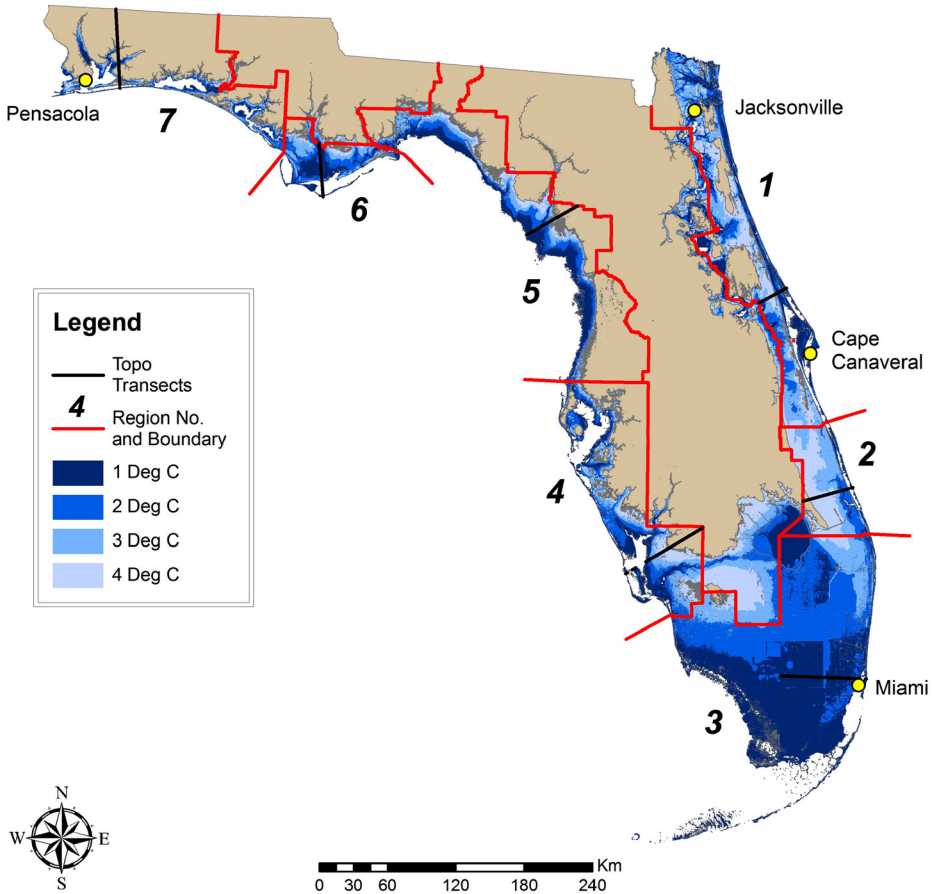 Pensacola
7
6
5
4
3
Jacksonville
1
Cape
Canaveral
2
Miami
Legend
Topo
Transects
4
Region No.
and Boundary
1 Deg C
2 Deg C
3 Deg C
4 Deg C
N
W E
S
Km
0 30 60 120 180 240